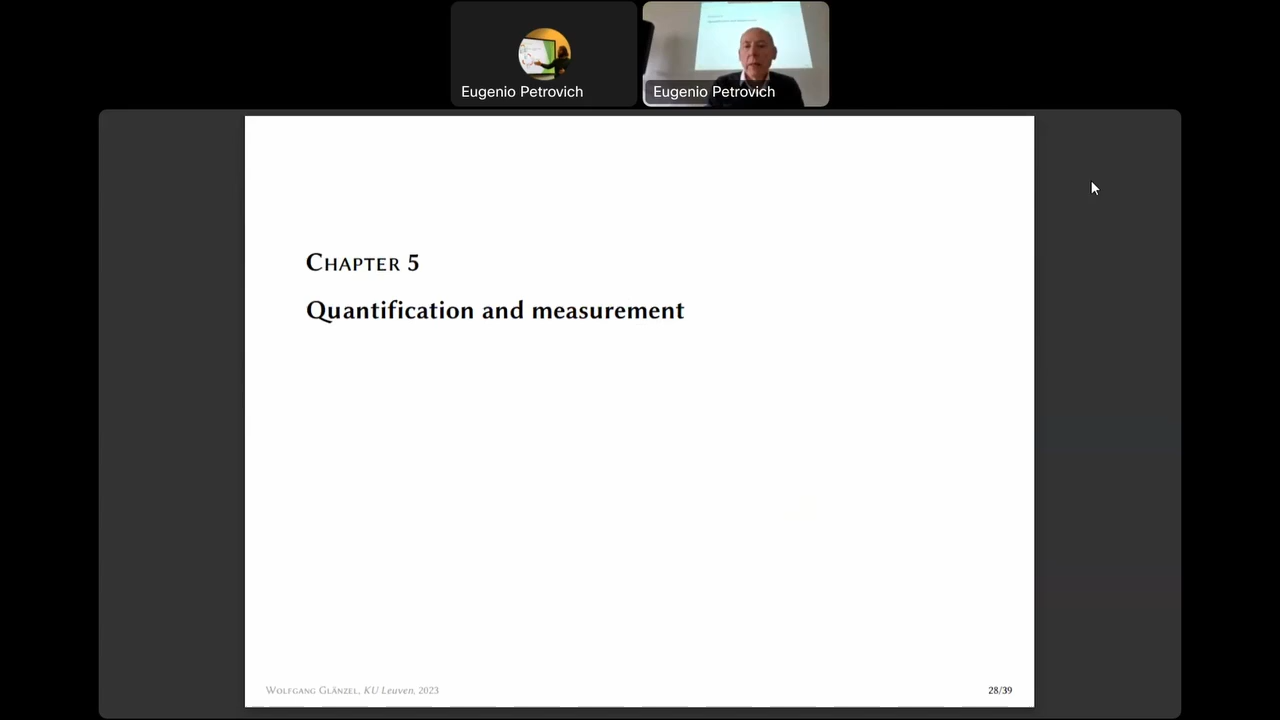 Eugenio Petrovich
Eugenio Petrovich
CHAPTER 5
Quantification and measurement
WOLFGANG GLÄNZEL, KU Leuven, 2023
28/39